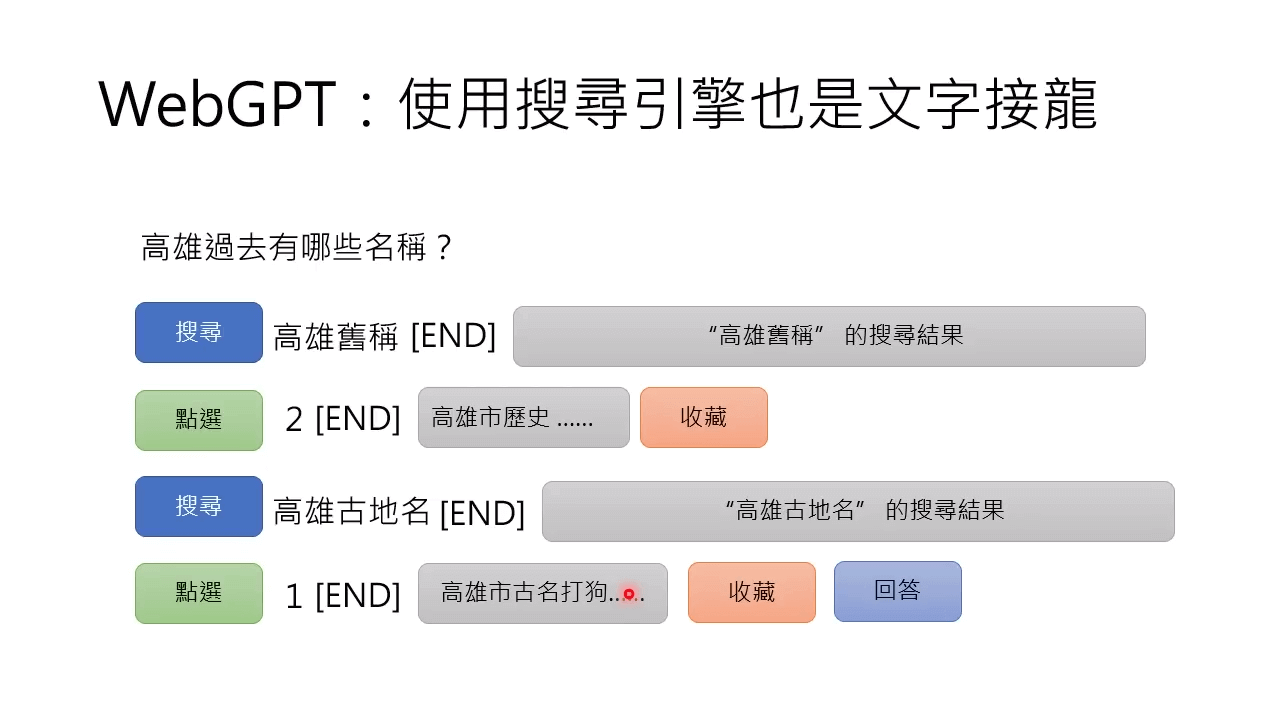 WebGPT：使用搜尋引擎也是文字接龍
高雄過去有哪些名稱？
搜尋 高雄舊稱 [END] “高雄舊稱” 的搜尋結果
點選 2 [END] 高雄市歷史 ...... 收藏
搜尋 高雄古地名 [END] “高雄古地名” 的搜尋結果
點選 1 [END] 高雄市古名打狗...... 收藏 回答